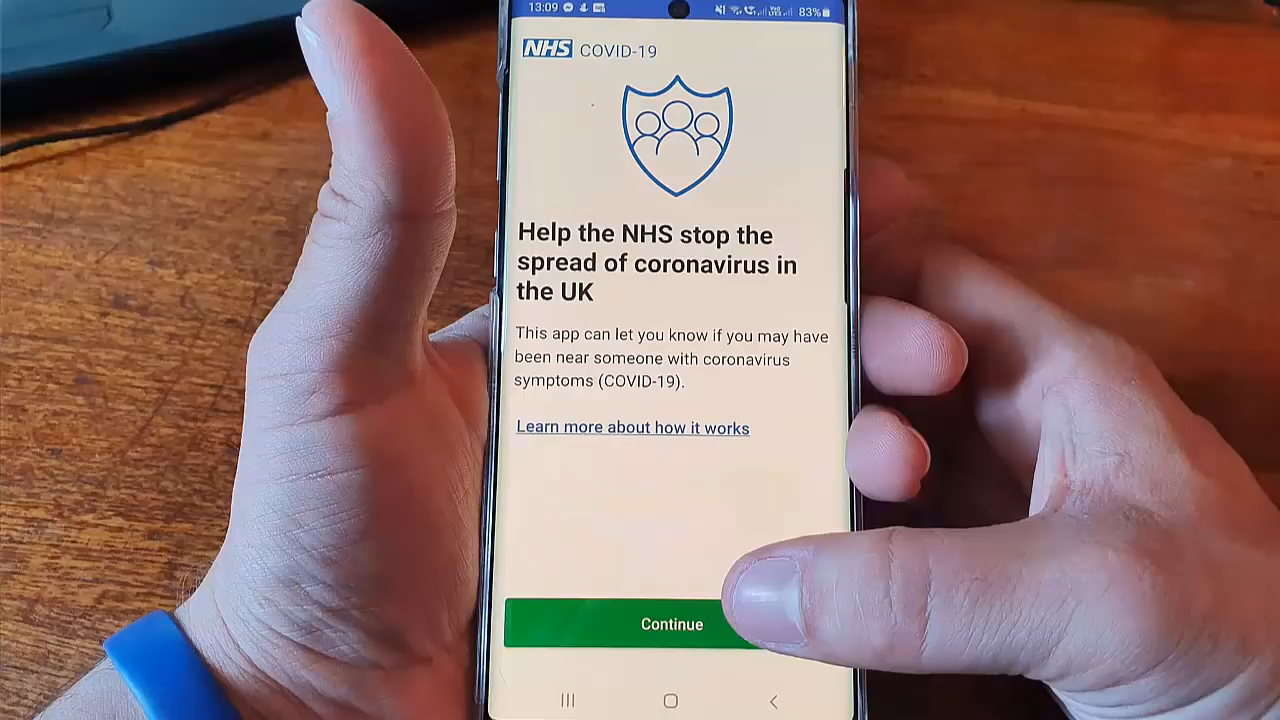 13:09 83%
NHS COVID-19
Help the NHS stop the
spread of coronavirus in
the UK
This app can let you know if you may have
been near someone with coronavirus
symptoms (COVID-19).
Learn more about how it works
Continue